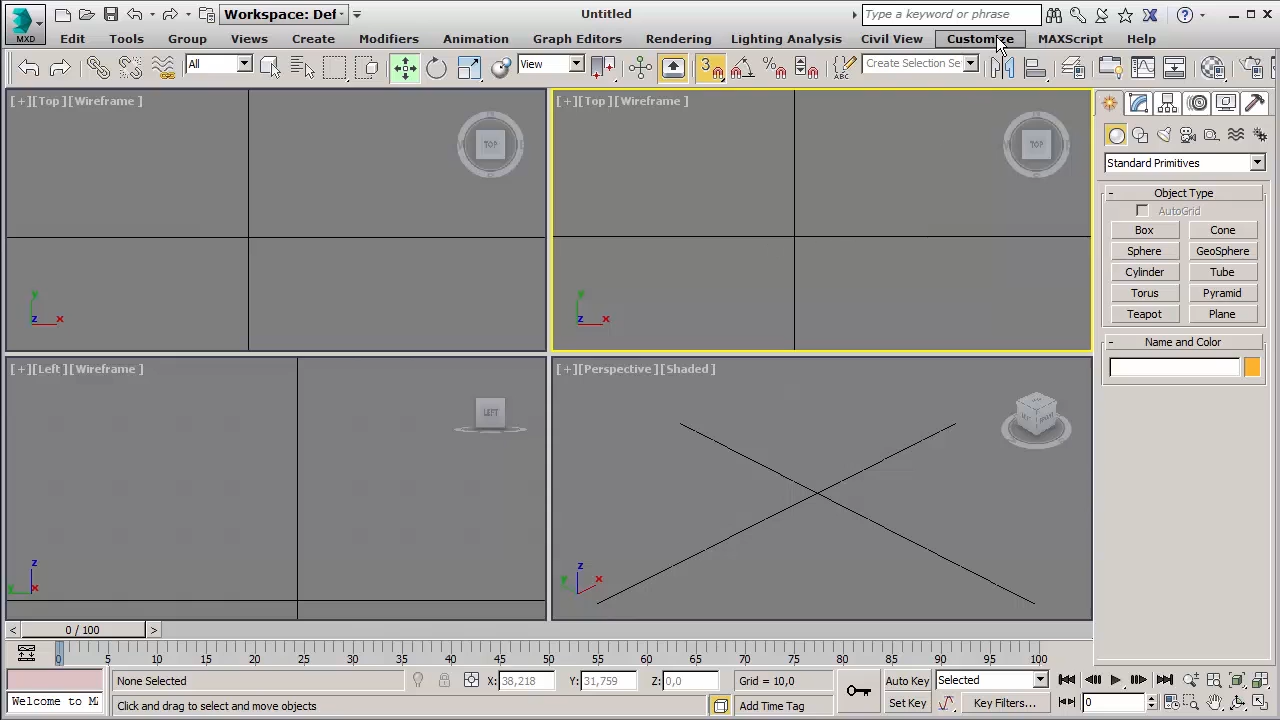 Workspace: Def
Untitled
Type a keyword or phrase
MXD
Edit Tools Group Views Create Modifiers Animation Graph Editors Rendering Lighting Analysis Civil View Customize MAXScript Help
All
View
3
%
ABC
Create Selection Se
[+][Top][Wireframe]
TOP
[+][Top][Wireframe]
TOP
y
z x
y
z x
[+][Left][Wireframe]
LEFT
z
y x
[+][Perspective][Shaded]
z
y x
Standard Primitives
- Object Type
AutoGrid
Box Cone
Sphere GeoSphere
Cylinder Tube
Torus Pyramid
Teapot Plane
- Name and Color
< 0 / 100 >
0 5 10 15 20 25 30 35 40 45 50 55 60 65 70 75 80 85 90 95 100
None Selected
X: 38,218 Y: 31,759 Z: 0,0
Grid = 10,0
Auto Key Selected
Welcome to M
Click and drag to select and move objects
Add Time Tag
Set Key Key Filters...
0